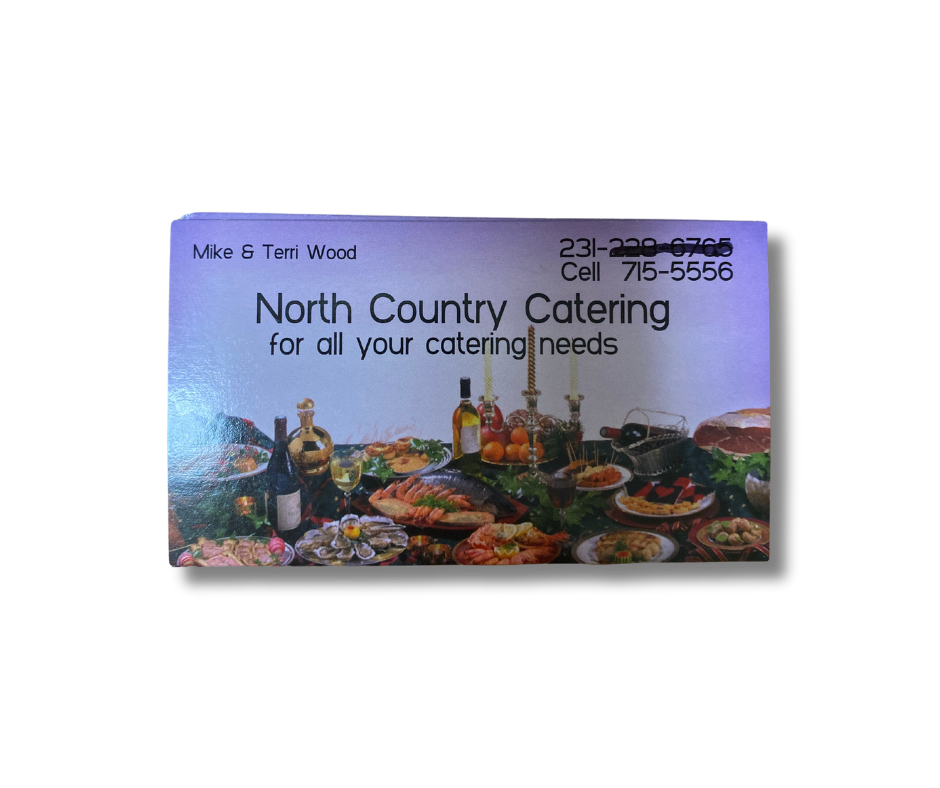 Mike & Terri Wood
231-228-6765
Cell 715-5556
North Country Catering
for all your catering needs